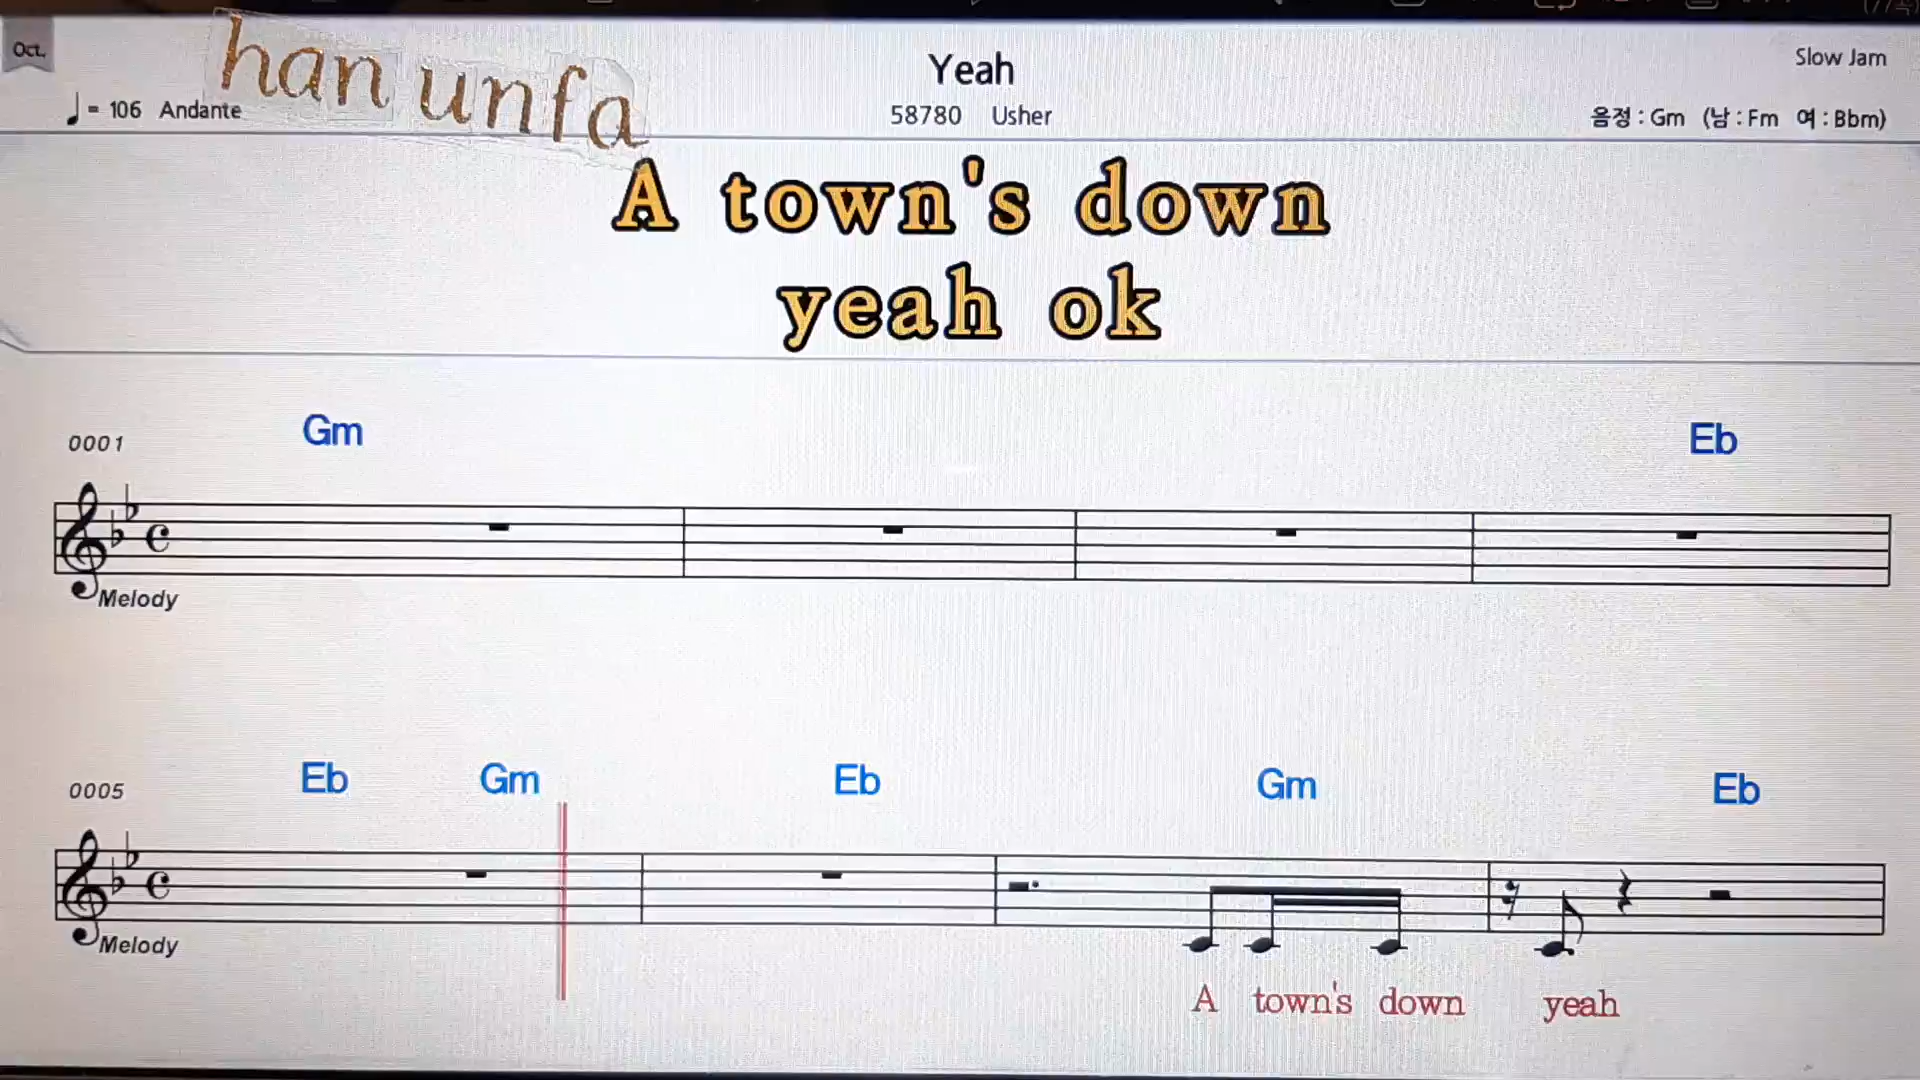 Oct.
han unfa
Yeah
Slow Jam
♩= 106 Andante
58780 Usher
음정 : Gm (남 : Fm 여 : Bbm)
A town's down
yeah ok
0001 Gm Eb
Melody
0005 Eb Gm Eb Gm Eb
Melody
A town's down yeah